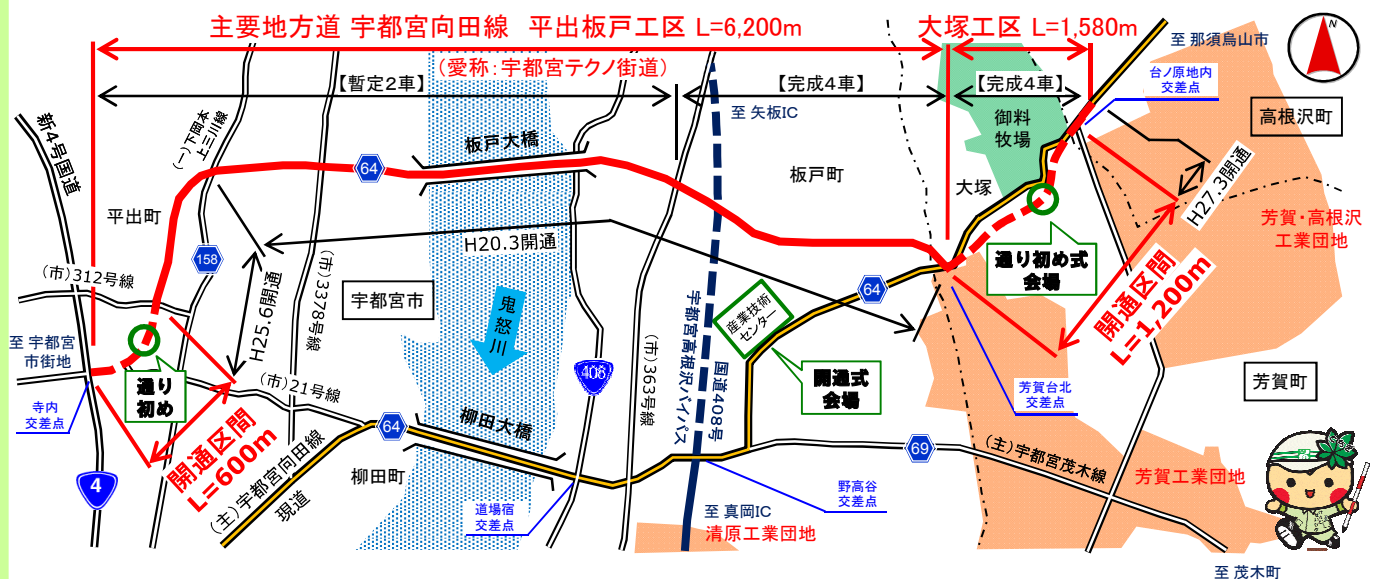 主要地方道 宇都宮向田線 平出板戸工区 L=6,200m
大塚工区 L=1,580m
(愛称:宇都宮テクノ街道)
【暫定2車】
【完成4車】
【完成4車】
至 那須烏山市
N
台ノ原地内
交差点
高根沢町
新4号国道
(一)下岡本
上三川線
板戸大橋
至 矢板IC
御料
牧場
64
板戸町
大塚
H27.3開通
平出町
H20.3開通
芳賀・高根沢
工業団地
158
(市)312号線
H25.6開通
(市)3378号線
宇都宮市
鬼怒川
宇都宮高根沢バイパス
国道408号
64
通り初め式
会場
開通区間
L=1,200m
産業技術
センター
至 宇都宮
市街地
通り
初め
(市)21号線
408
(市)363号線
開通式
会場
芳賀台北
交差点
芳賀町
寺内
交差点
開通区間
L=600m
64
柳田大橋
69
(主)宇都宮茂木線
4
(主)宇都宮向田線
現道
柳田町
道場宿
交差点
野高谷
交差点
芳賀工業団地
至 真岡IC
清原工業団地
至 茂木町